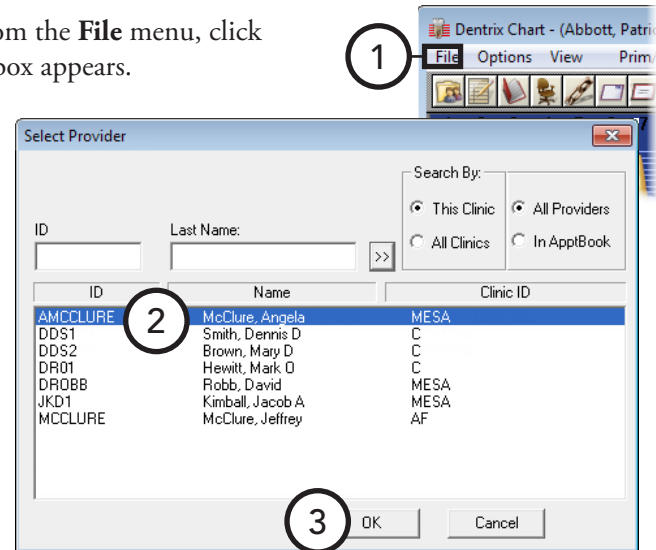 om the File menu, click
box appears.
1
Dentrix Chart - (Abbott, Patric
File Options View Prim/
Select Provider
Search By:
This Clinic All Providers
All Clinics In ApptBook
ID Last Name:
>>
ID Name Clinic ID
AMCCLURE McClure, Angela MESA
2
DDS1 Smith, Dennis D C
DDS2 Brown, Mary D C
DR01 Hewitt, Mark O C
DROBB Robb, David MESA
JKD1 Kimball, Jacob A MESA
MCCLURE McClure, Jeffrey AF
3
OK Cancel